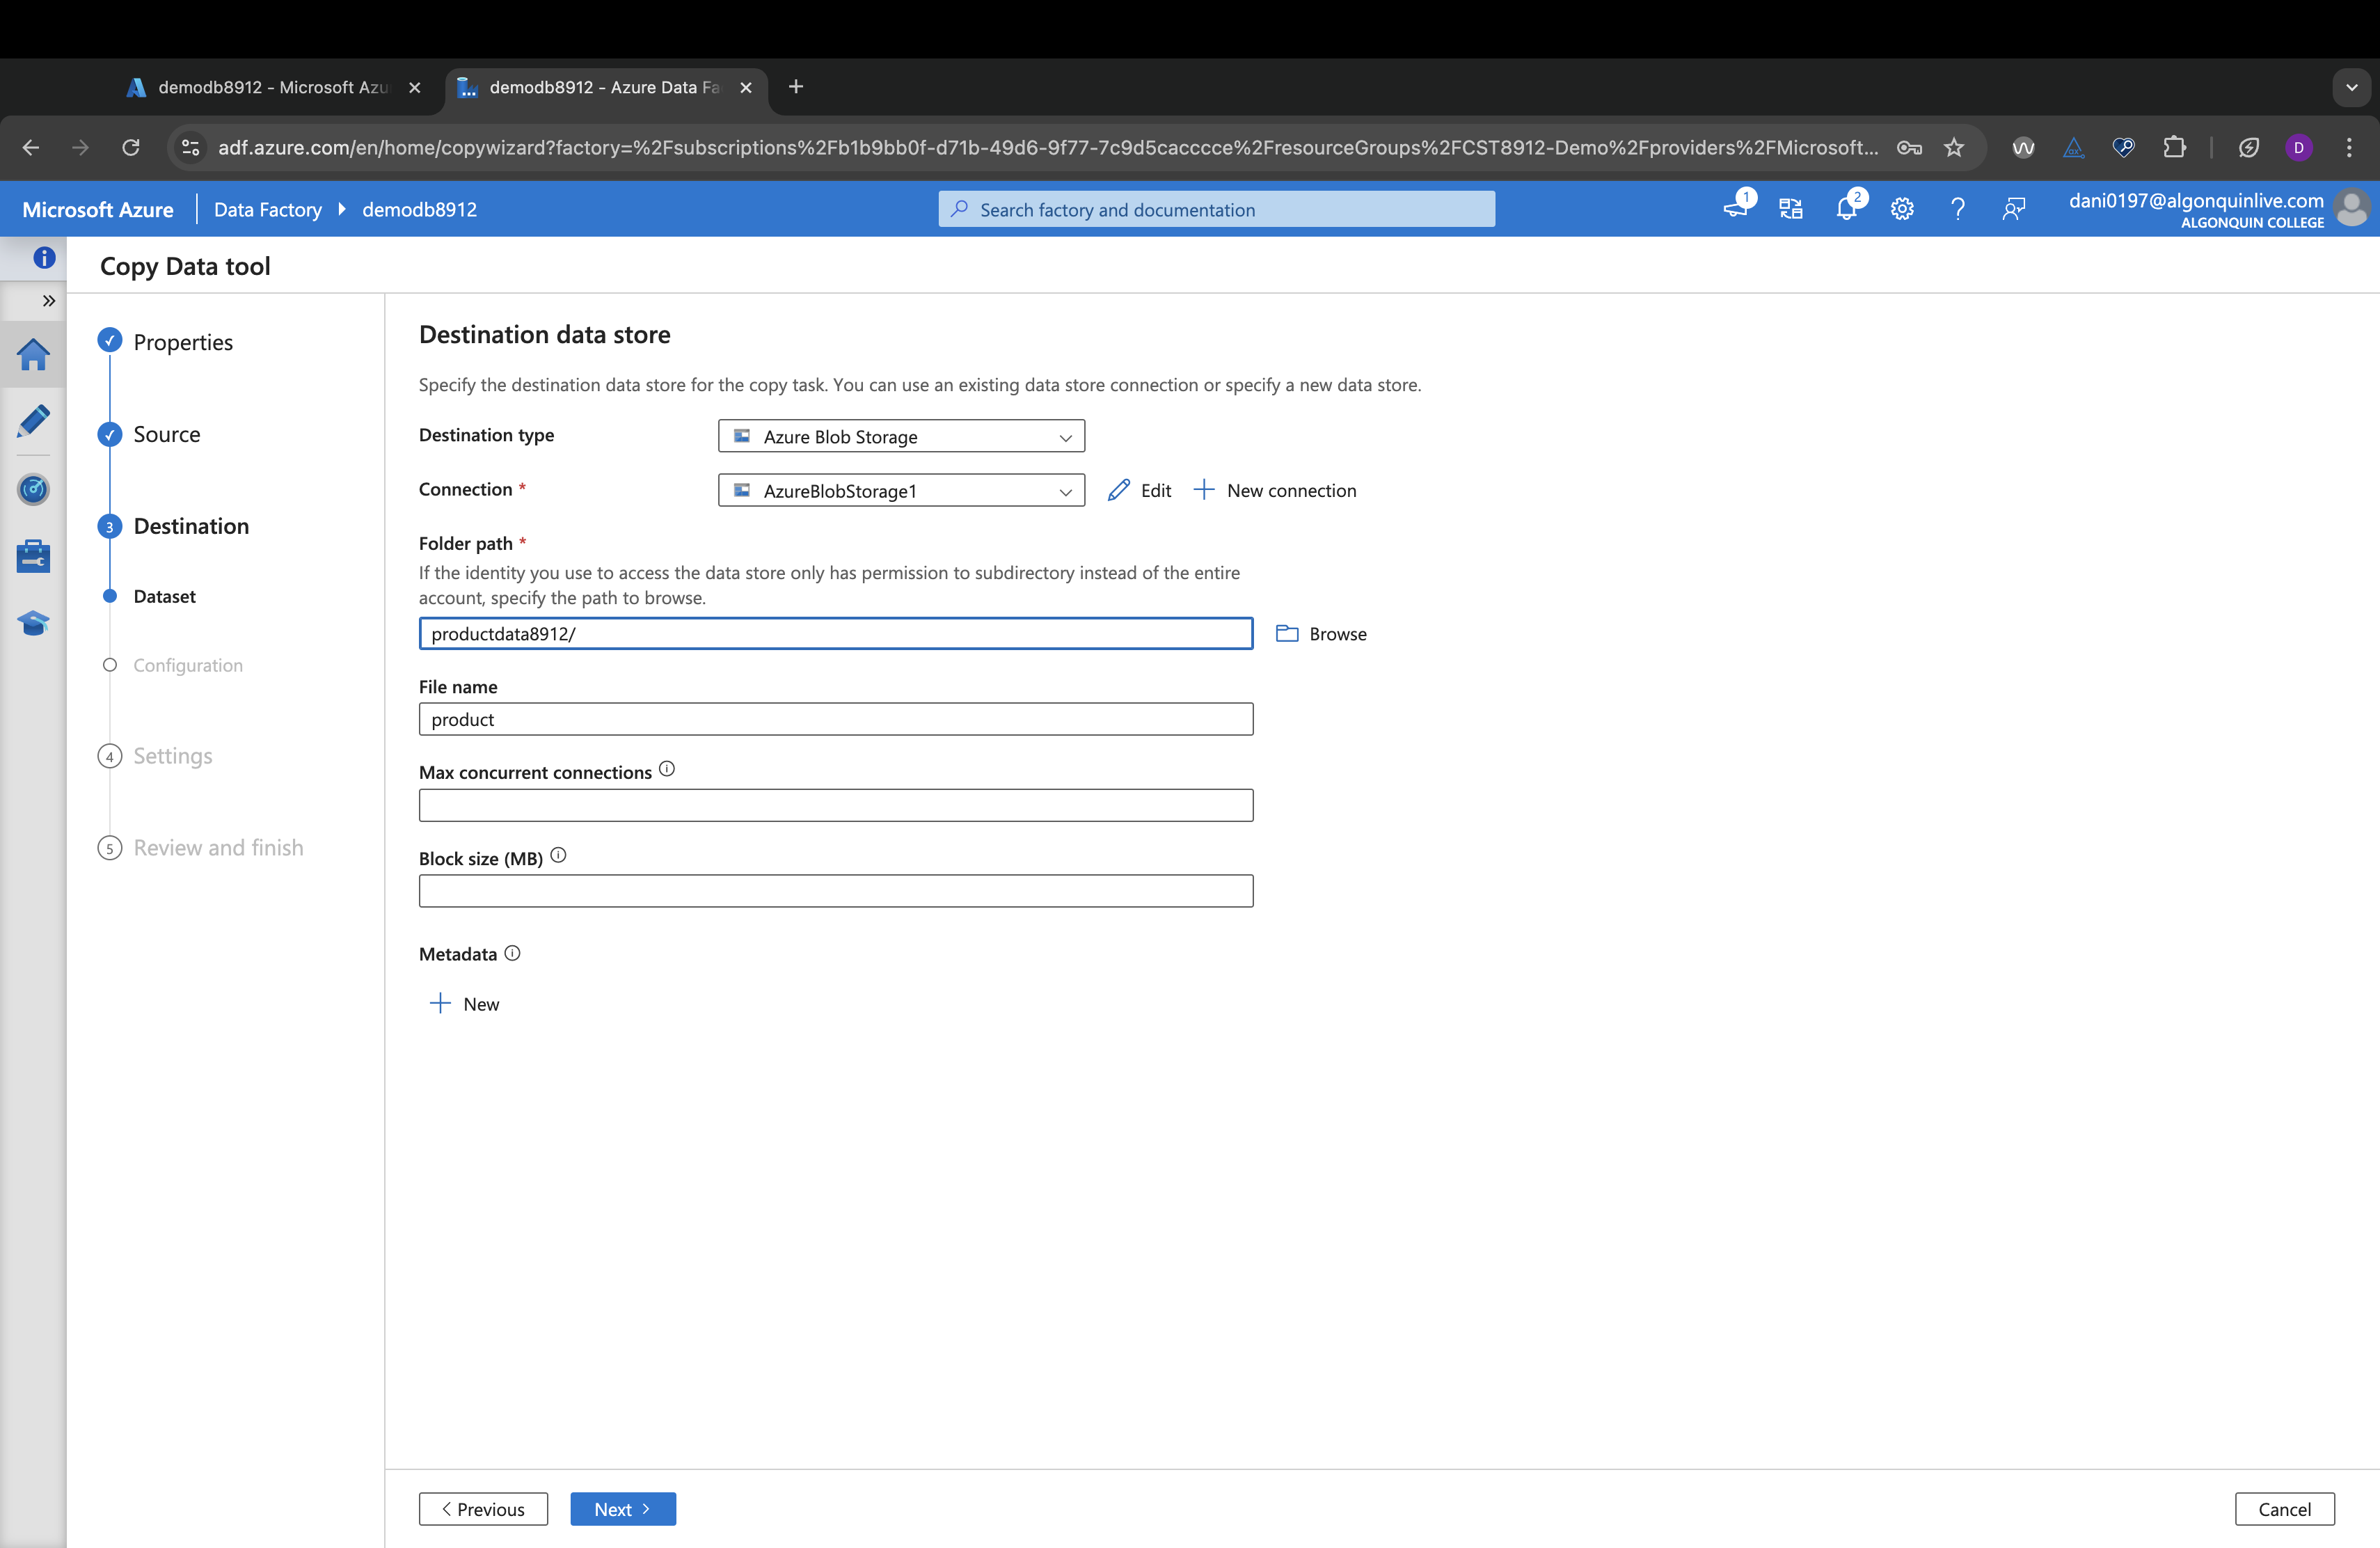 demodb8912 - Microsoft Azu
demodb8912 - Azure Data Fa
adf.azure.com/en/home/copywizard?factory=%2Fsubscriptions%2Fb1b9bb0f-d71b-49d6-9f77-7c9d5cacccce%2FresourceGroups%2FCST8912-Demo%2Fproviders%2FMicrosoft...
D
Microsoft Azure
Data Factory
demodb8912
Search factory and documentation
1
2
dani0197@algonquinlive.com
ALGONQUIN COLLEGE
Copy Data tool
Properties
Source
3 Destination
Dataset
Configuration
4 Settings
5 Review and finish
Destination data store
Specify the destination data store for the copy task. You can use an existing data store connection or specify a new data store.
Destination type
Azure Blob Storage
Connection *
AzureBlobStorage1
Edit
New connection
Folder path *
If the identity you use to access the data store only has permission to subdirectory instead of the entire
account, specify the path to browse.
productdata8912/
Browse
File name
product
Max concurrent connections
Block size (MB)
Metadata
New
Previous
Next
Cancel